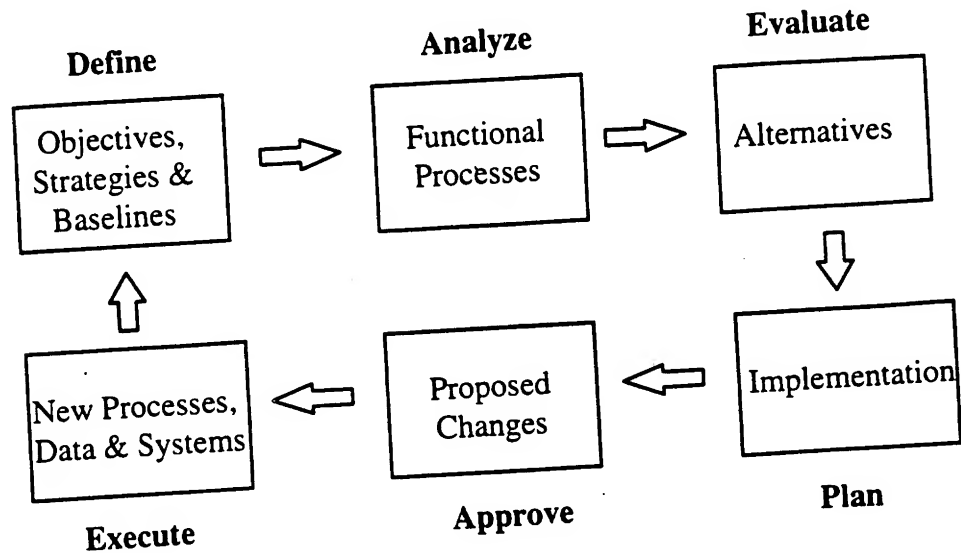 Define
Analyze
Evaluate
Objectives,
Strategies &
Baselines
Functional
Processes
Alternatives
New Processes,
Data & Systems
Proposed
Changes
Implementation
Execute
Approve
Plan